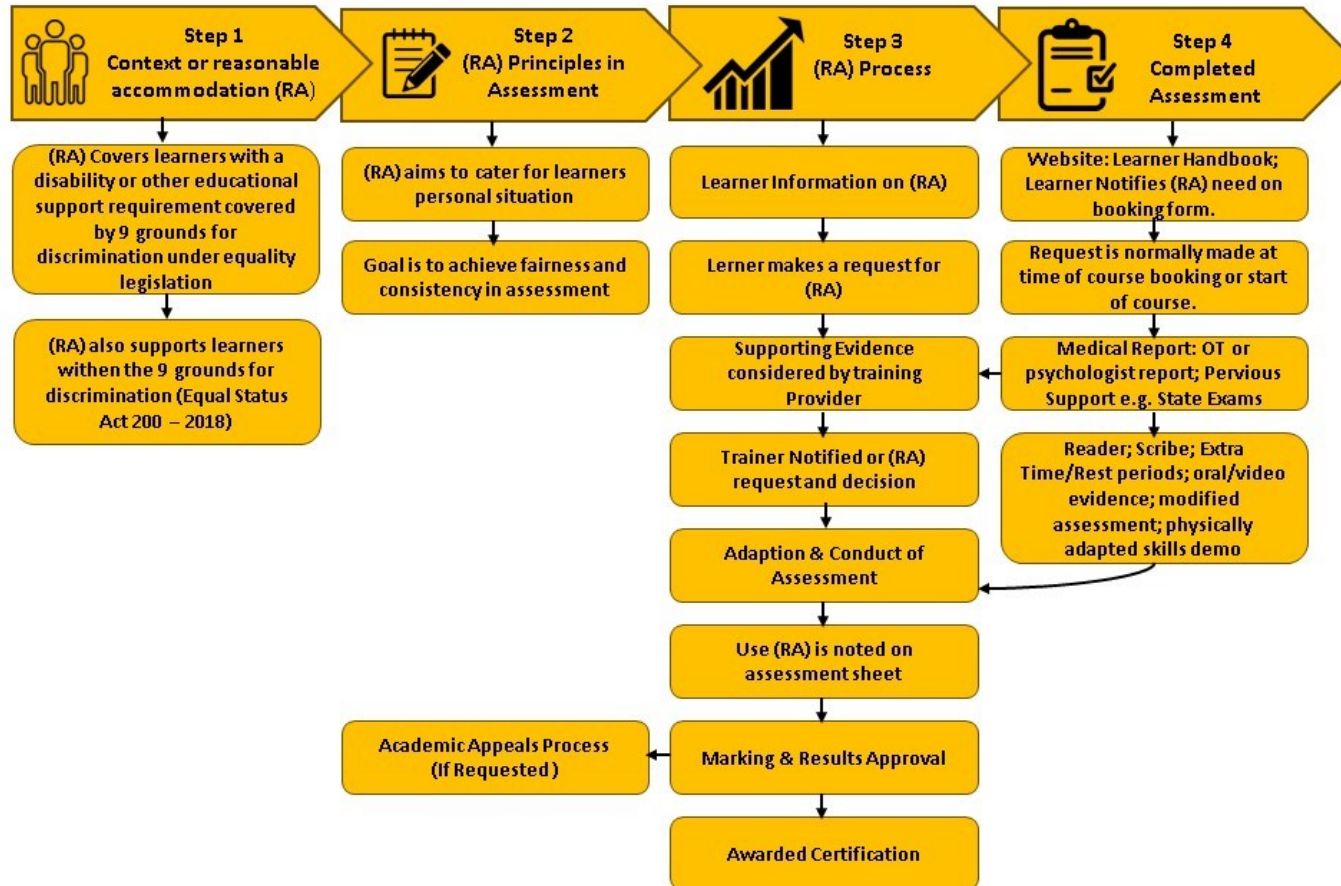 Step 1
Context or reasonable
accommodation (RA)
Step 2
(RA) Principles in
Assessment
Step 3
(RA) Process
Step 4
Completed
Assessment
(RA) Covers learners with a
disability or other educational
support requirement covered
by 9 grounds for
discrimination under equality
legislation
(RA) also supports learners
withen the 9 grounds for
discrimination (Equal Status
Act 200 – 2018)
(RA) aims to cater for learners
personal situation
Goal is to achieve fairness and
consistency in assessment
Learner Information on (RA)
Lerner makes a request for
(RA)
Supporting Evidence
considered by training
Provider
Trainer Notified or (RA)
request and decision
Adaption & Conduct of
Assessment
Use (RA) is noted on
assessment sheet
Marking & Results Approval
Academic Appeals Process
(If Requested )
Awarded Certification
Website: Learner Handbook;
Learner Notifies (RA) need on
booking form.
Request is normally made at
time of course booking or start
of course.
Medical Report: OT or
psychologist report; Pervious
Support e.g. State Exams
Reader; Scribe; Extra
Time/Rest periods; oral/video
evidence; modified
assessment; physically
adapted skills demo